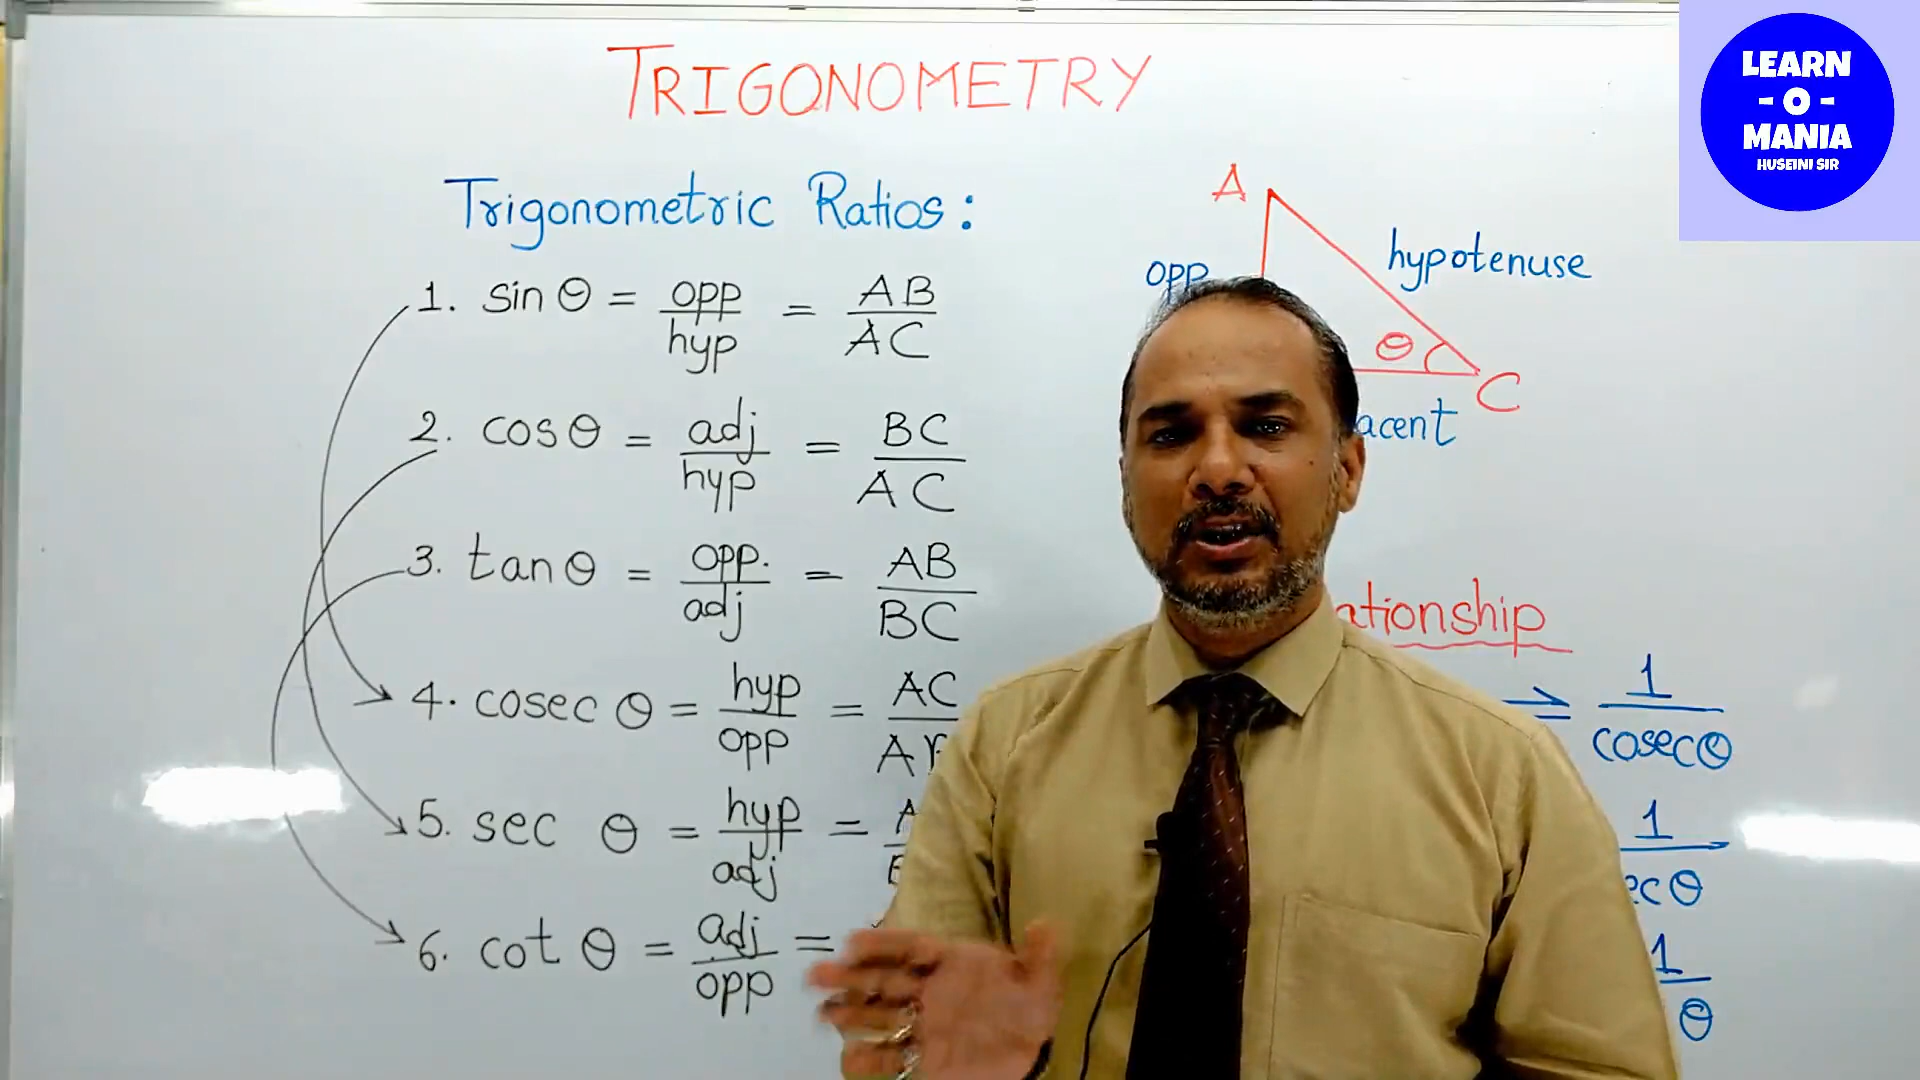 TRIGONOMETRY
LEARN
- O -
MANIA
HUSEINI SIR
Trigonometric Ratios:
1. sin θ = opp/hyp = AB/AC
2. cos θ = adj/hyp = BC/AC
3. tan θ = opp./adj = AB/BC
4. cosec θ = hyp/opp = AC/A
5. sec θ = hyp/adj =
6. cot θ = adj/opp =
A
opp
hypotenuse
θ
C
acent
ationship
1/cosecθ
1/ecθ
1/θ